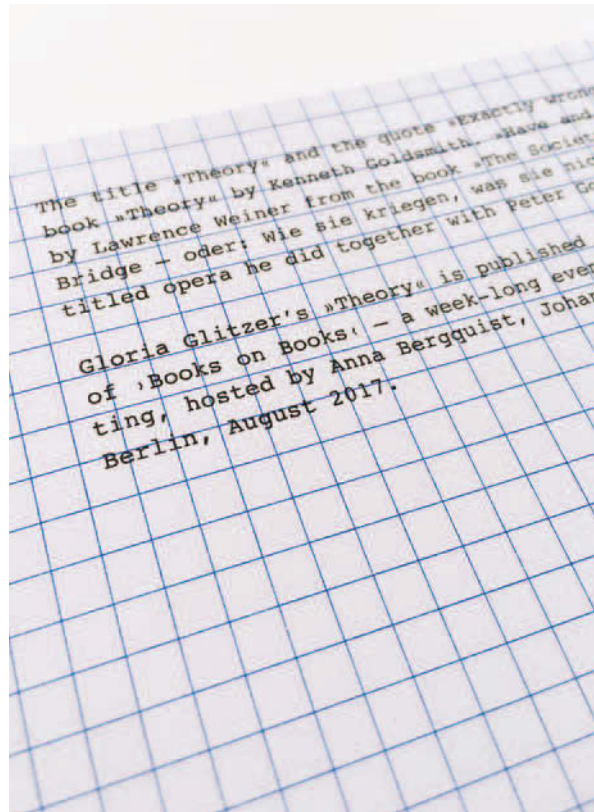 The title »Theory« and the quote »Exactly wrong
book »Theory« by Kenneth Goldsmith. »Have and
by Lawrence Weiner from the book »The Societ
Bridge — oder: Wie sie kriegen, was sie nic
titled opera he did together with Peter Go
Gloria Glitzer's »Theory« is published
of ›Books on Books‹ — a week-long even
ting, hosted by Anna Bergquist, Johan
Berlin, August 2017.